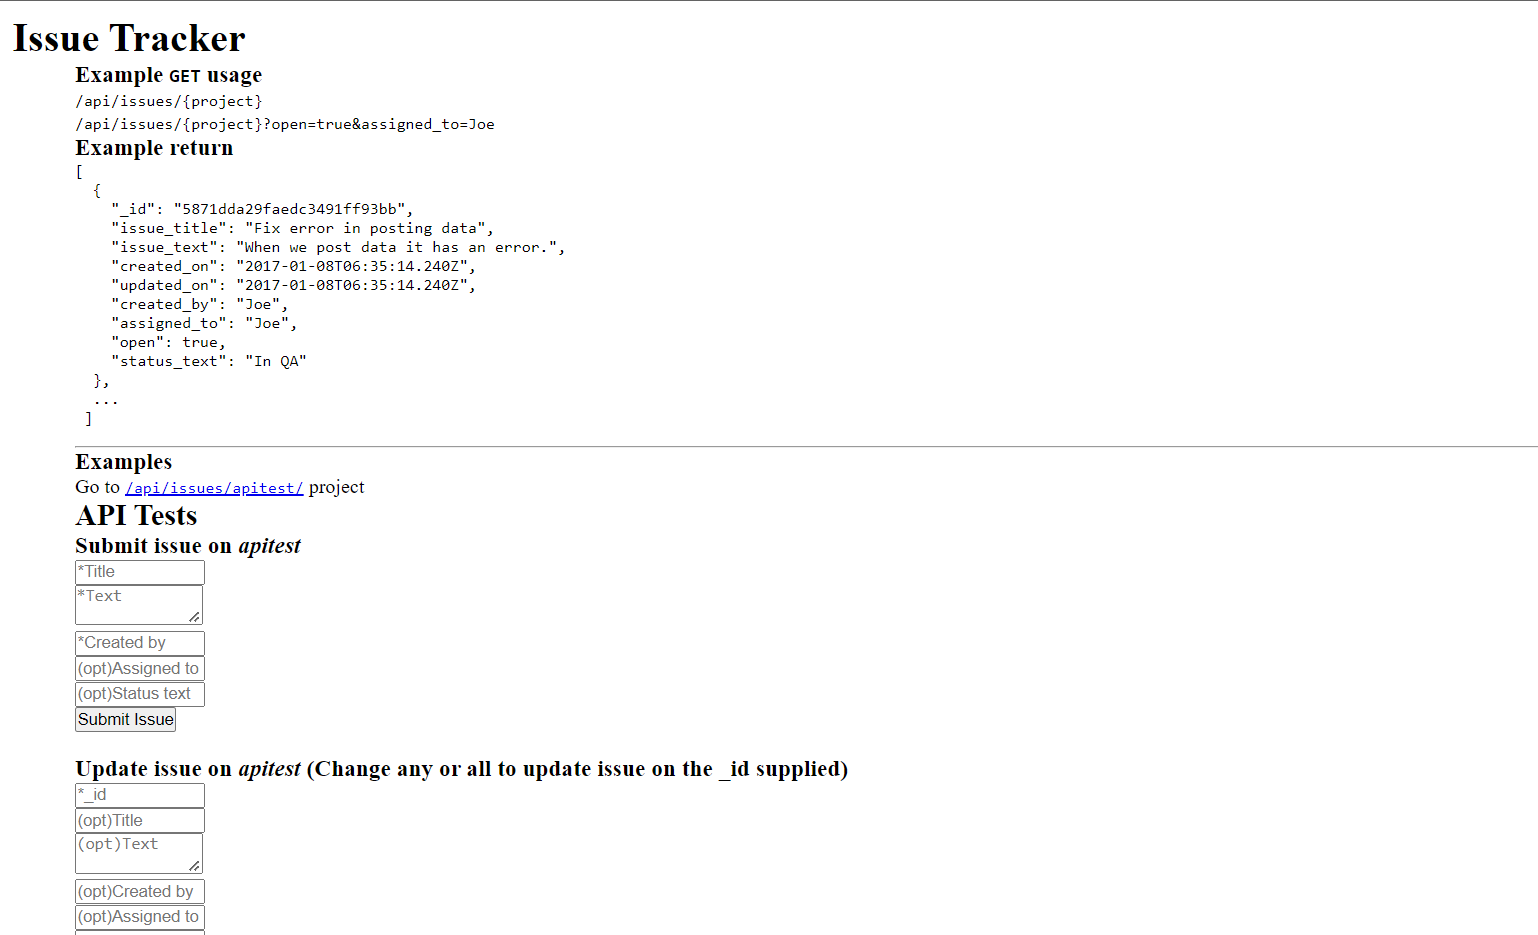 Issue Tracker
Example GET usage
/api/issues/{project}
/api/issues/{project}?open=true&assigned_to=Joe
Example return
[
  {
    "_id": "5871dda29faedc3491ff93bb",
    "issue_title": "Fix error in posting data",
    "issue_text": "When we post data it has an error.",
    "created_on": "2017-01-08T06:35:14.240Z",
    "updated_on": "2017-01-08T06:35:14.240Z",
    "created_by": "Joe",
    "assigned_to": "Joe",
    "open": true,
    "status_text": "In QA"
  },
  ...
 ]
Examples
Go to /api/issues/apitest/ project
API Tests
Submit issue on apitest
*Title
*Text
*Created by
(opt)Assigned to
(opt)Status text
Submit Issue
Update issue on apitest (Change any or all to update issue on the _id supplied)
*_id
(opt)Title
(opt)Text
(opt)Created by
(opt)Assigned to